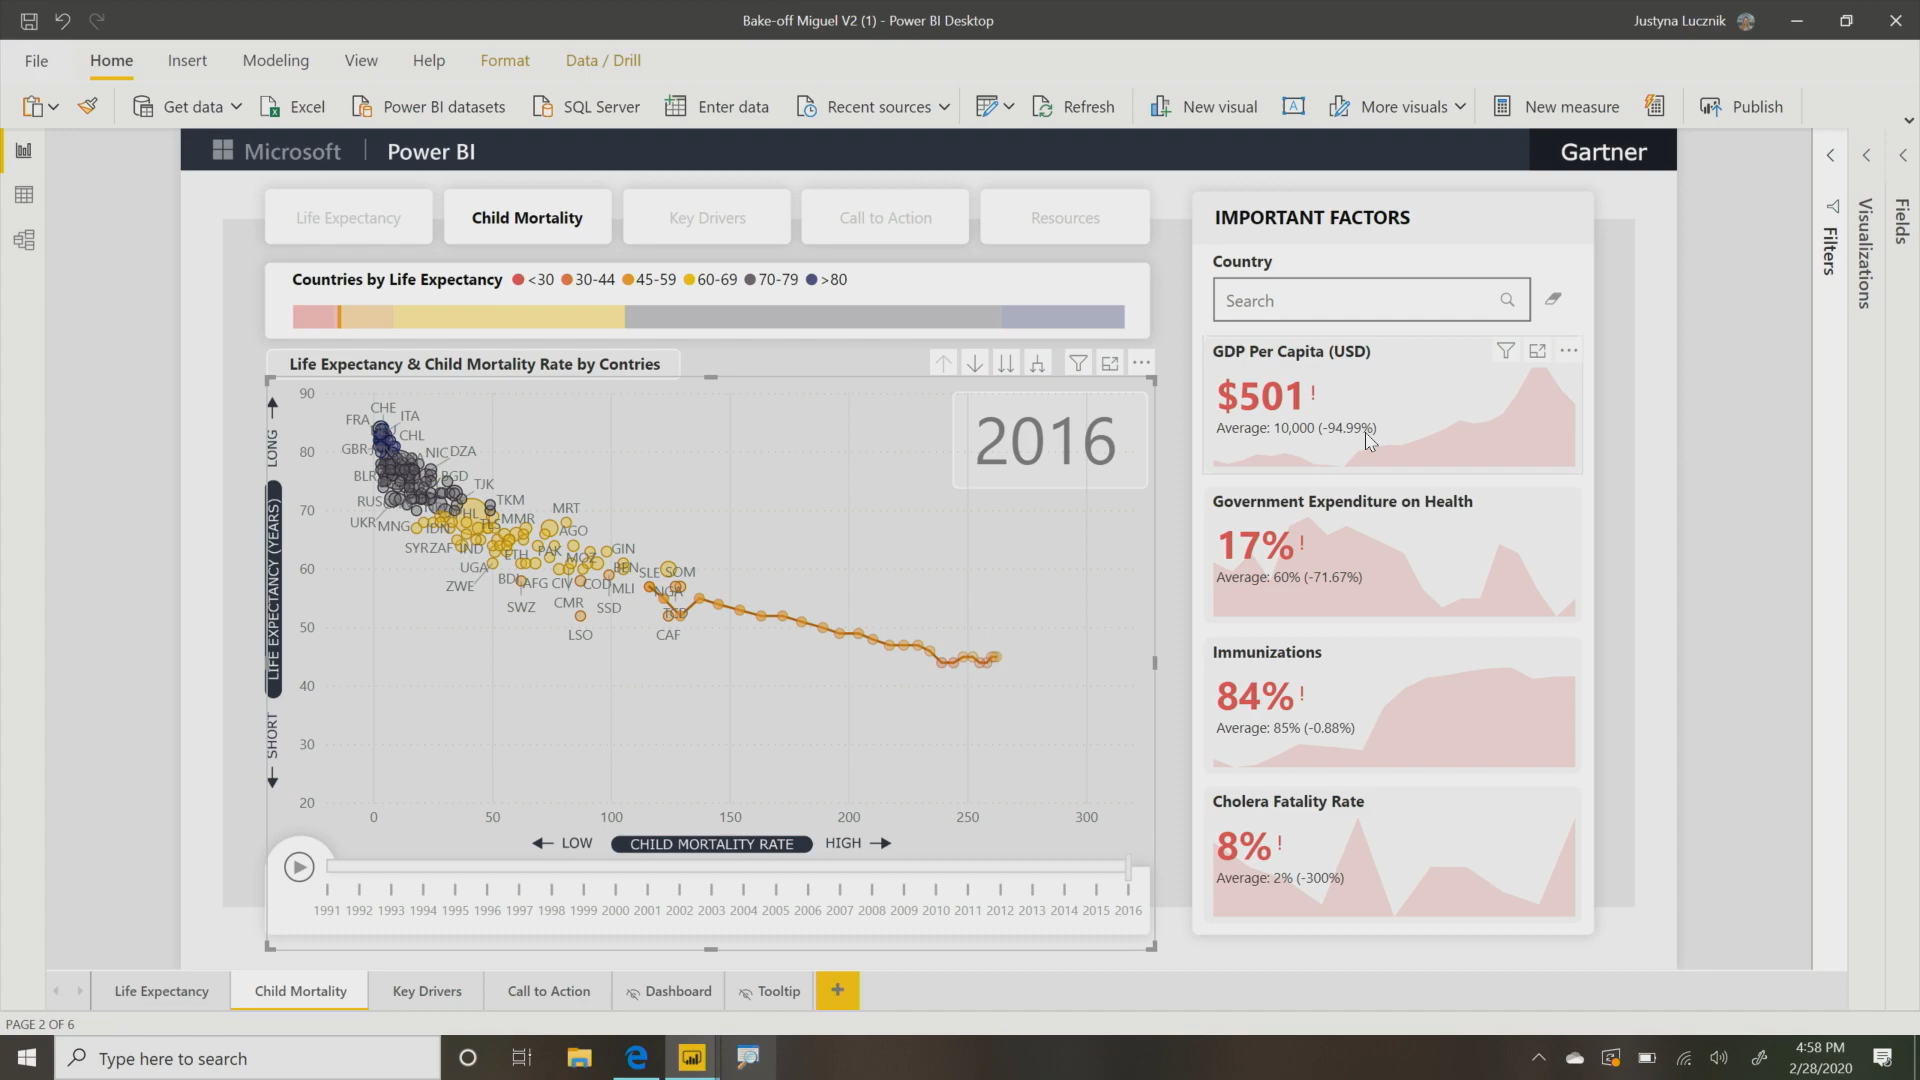 Bake-off Miguel V2 (1) - Power BI Desktop
Justyna Lucznik
File Home Insert Modeling View Help Format Data / Drill
Get data Excel Power BI datasets SQL Server Enter data Recent sources Refresh New visual More visuals New measure Publish
Microsoft Power BI
Gartner
Life Expectancy
Child Mortality
Key Drivers
Call to Action
Resources
Countries by Life Expectancy <30 30-44 45-59 60-69 70-79 >80
Life Expectancy & Child Mortality Rate by Contries
2016
90
80
70
60
50
40
30
20
LONG
LIFE EXPECTANCY (YEARS)
SHORT
CHE
FRA
ITA
CHL
GBR
NIC
DZA
BLR
BGD
TJK
RUS
TKM
MRT
UKR
MNG
IDN
TLS
MMR
AGO
SYR
ZAF
IND
ETH
PAK
MOZ
GIN
UGA
BEN
SLE
SOM
ZWE
BDI
AFG
CIV
COD
MLI
NGA
SWZ
CMR
SSD
TCD
LSO
CAF
0 50 100 150 200 250 300
LOW CHILD MORTALITY RATE HIGH
1991 1992 1993 1994 1995 1996 1997 1998 1999 2000 2001 2002 2003 2004 2005 2006 2007 2008 2009 2010 2011 2012 2013 2014 2015 2016
IMPORTANT FACTORS
Country
Search
GDP Per Capita (USD)
$501 !
Average: 10,000 (-94.99%)
Government Expenditure on Health
17% !
Average: 60% (-71.67%)
Immunizations
84% !
Average: 85% (-0.88%)
Cholera Fatality Rate
8% !
Average: 2% (-300%)
Filters
Visualizations
Fields
Life Expectancy Child Mortality Key Drivers Call to Action Dashboard Tooltip +
PAGE 2 OF 6
Type here to search
4:58 PM
2/28/2020